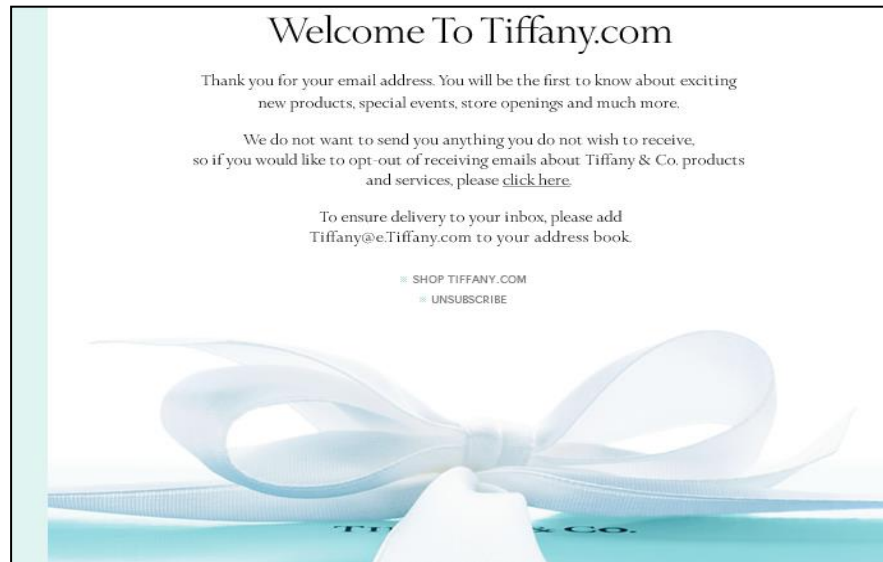 Welcome To Tiffany.com
Thank you for your email address. You will be the first to know about exciting
new products, special events, store openings and much more.
We do not want to send you anything you do not wish to receive,
so if you would like to opt-out of receiving emails about Tiffany & Co. products
and services, please click here.
To ensure delivery to your inbox, please add
Tiffany@e.Tiffany.com to your address book.
SHOP TIFFANY.COM
UNSUBSCRIBE
& CO.